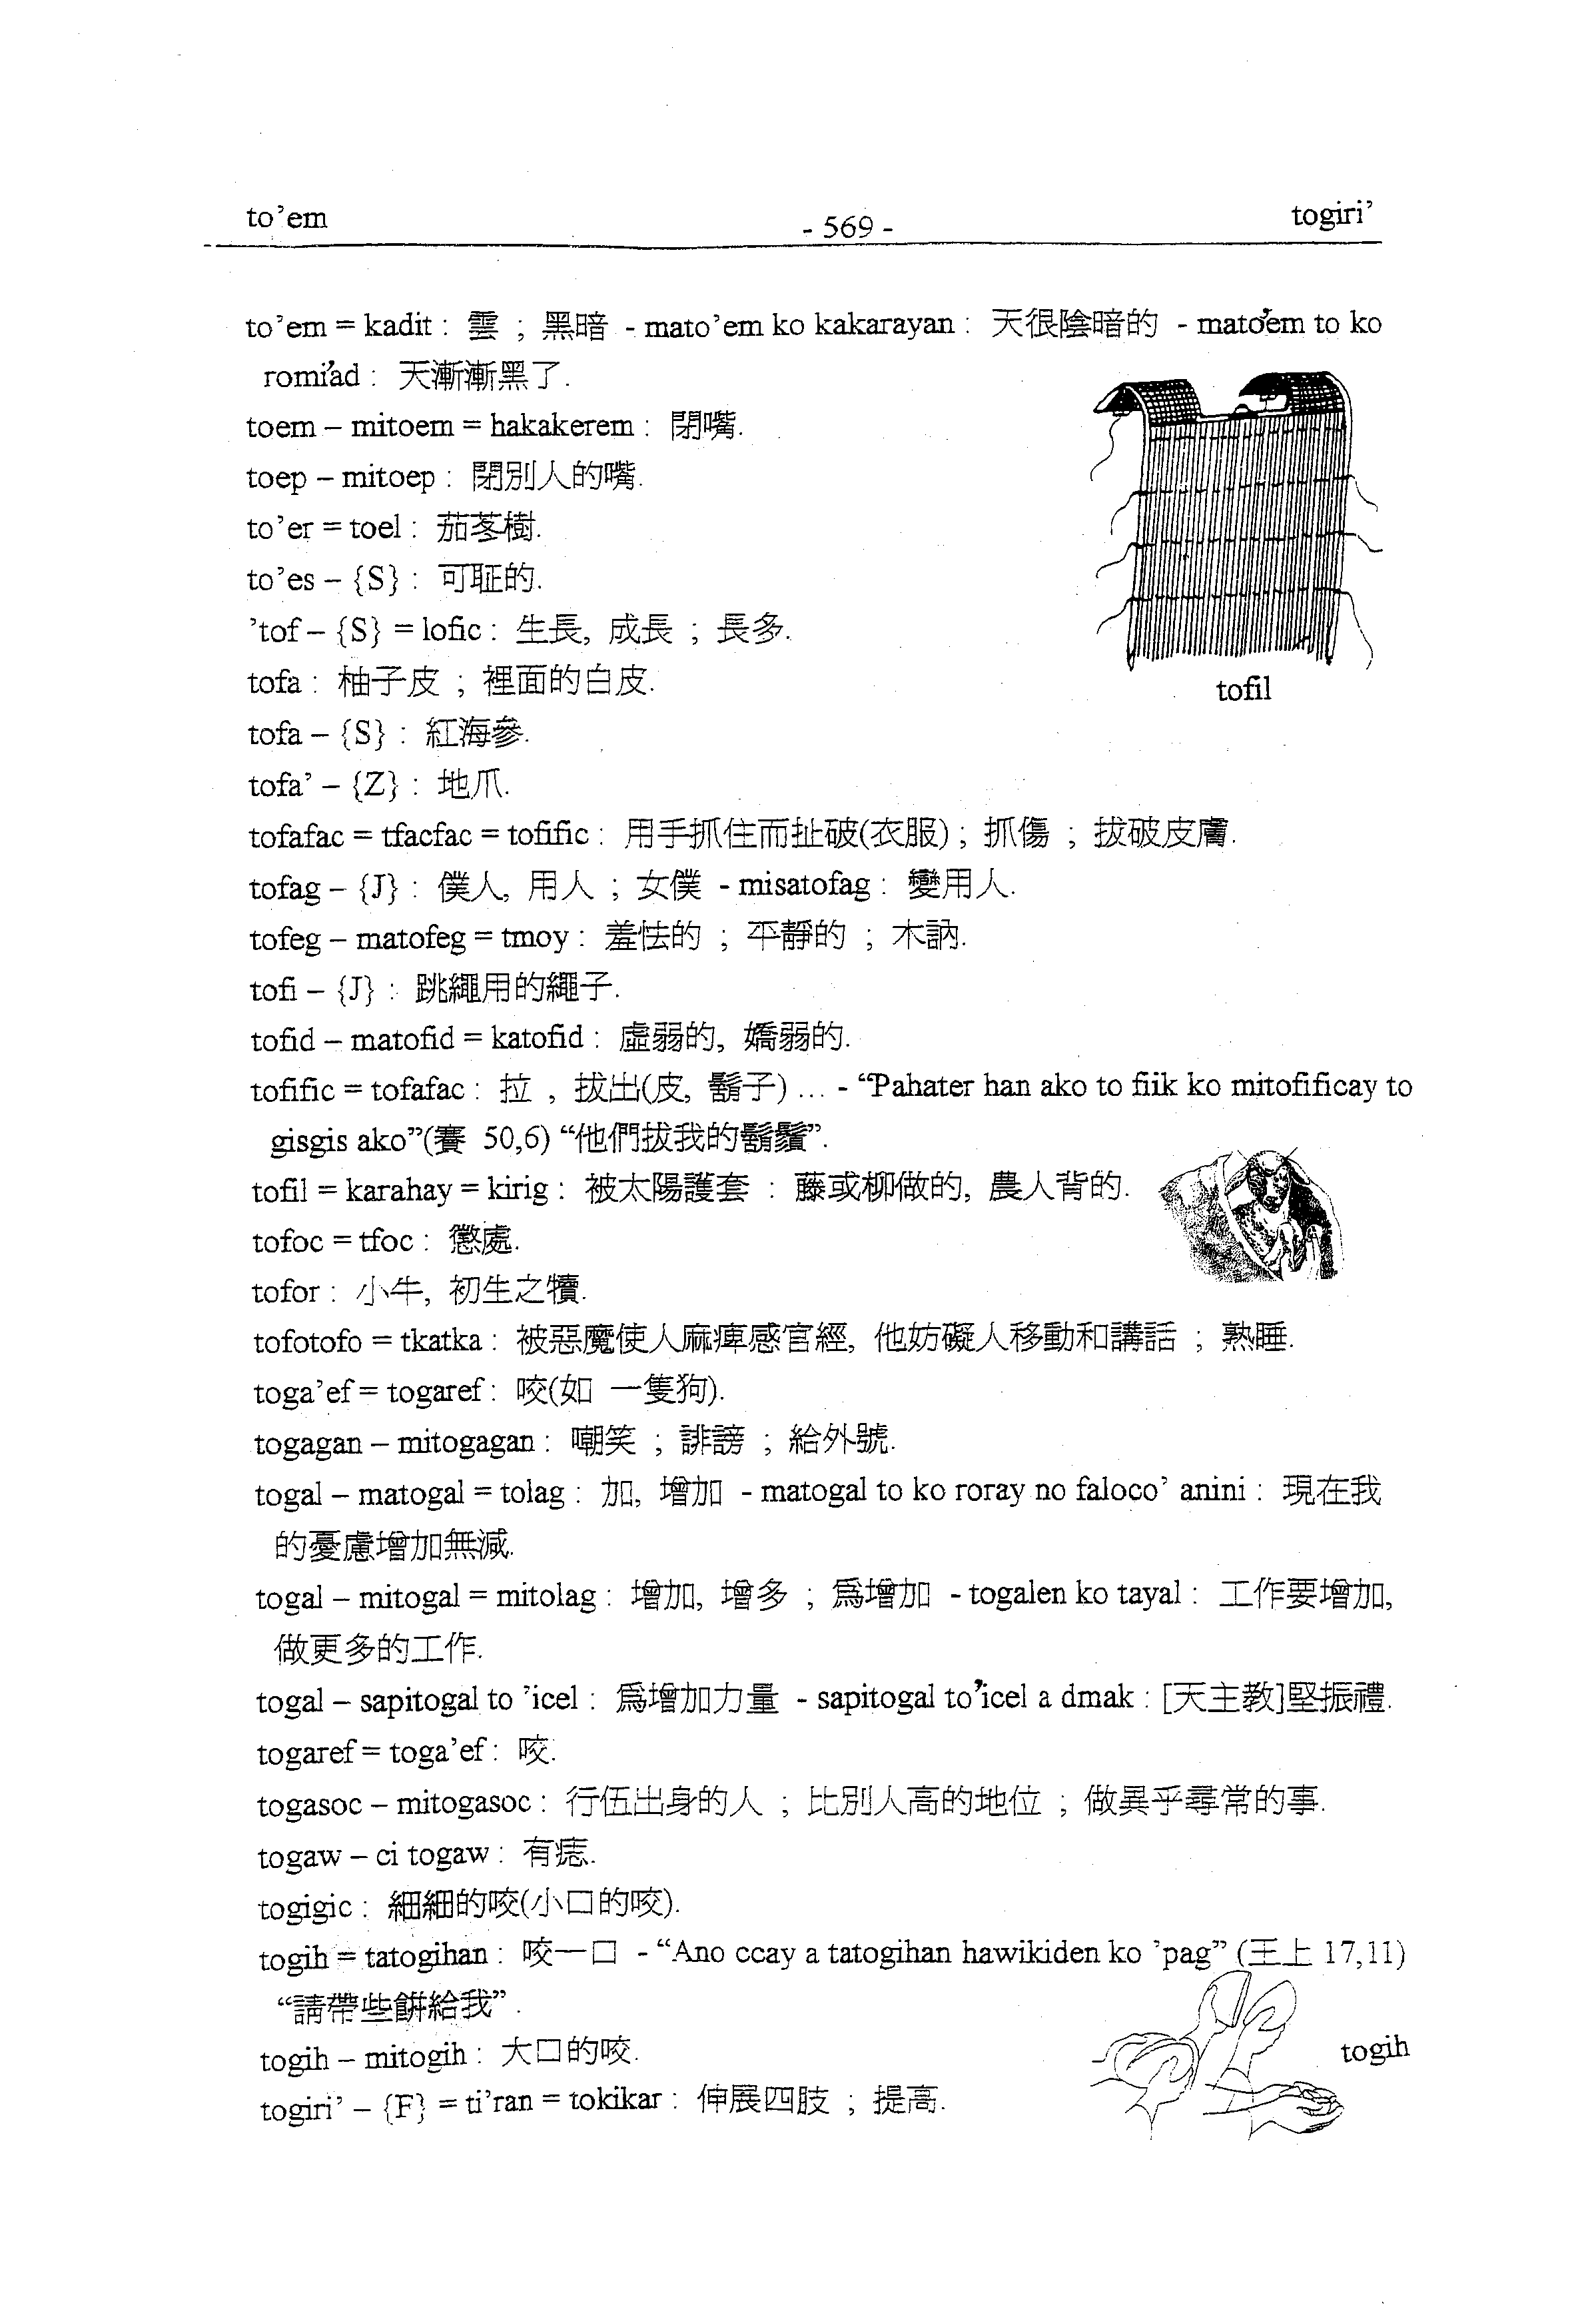 to’em
- 569 -
togiri’
to’em = kadit : 雲 ; 黑暗 - mato’em ko kakarayan : 天很陰暗的 - mato’em to ko
romi’ad : 天漸漸黑了.
toem – mitoem = hakakerem : 閉嘴.
toep – mitoep : 閉別人的嘴.
to’er = toel : 茄苳樹.
to’es – {S} : 可耻的.
’tof – {S} = lofic : 生長, 成長 ; 長多.
tofa : 柚子皮 ; 裡面的白皮.
tofil
tofa – {S} : 紅海參.
tofa’ – {Z} : 地爪.
tofafac = tfacfac = tofific : 用手抓住而扯破(衣服) ; 抓傷 ; 拔破皮膚.
tofag – {J} : 僕人, 用人 ; 女僕 - misatofag : 變用人.
tofeg – matofeg = tmoy : 羞怯的 ; 平靜的 ; 木訥.
tofi – {J} : 跳繩用的繩子.
tofid – matofid = katofid : 虛弱的, 嬌弱的.
tofific = tofafac : 拉 , 拔出(皮, 鬍子) ... - “Pahater han ako to fiik ko mitofificay to
gisgis ako”(賽 50,6) “他們拔我的鬍鬚”.
tofil = karahay = kirig : 被太陽護套 : 藤或柳做的, 農人背的.
tofoc = tfoc : 懲處.
tofor : 小牛, 初生之犢.
tofotofo = tkatka : 被惡魔使人麻痺感官經, 他妨礙人移動和講話 ; 熟睡.
toga’ef = togaref : 咬(如 一隻狗).
togagan – mitogagan : 嘲笑 ; 誹謗 ; 給外號.
togal – matogal = tolag : 加, 增加 - matogal to ko roray no faloco’ anini : 現在我
的憂慮增加無減.
togal – mitogal = mitolag : 增加, 增多 ; 爲增加 - togalen ko tayal : 工作要增加,
做更多的工作.
togal – sapitogal to ’icel : 爲增加力量 - sapitogal to ’icel a dmak : [天主教]堅振禮.
togaref = toga’ef : 咬.
togasoc – mitogasoc : 行伍出身的人 ; 比別人高的地位 ; 做異乎尋常的事.
togaw – ci togaw : 有痣.
togigic : 細細的咬(小口的咬).
togih = tatogihan : 咬一口 - “Ano ccay a tatogihan hawikiden ko ’pag” (王上 17,11)
“請帶些餅給我” .
togih – mitogih : 大口的咬.
togih
togiri’ – {F} = ti’ran = tokikar : 伸展四肢 ; 提高.